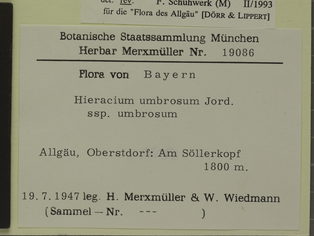 det. rev. F. Schuhwerk (M) II/1993
für die "Flora des Allgäu" [DÖRR & LIPPERT]
Botanische Staatssammlung München
Herbar Merxmüller Nr. 19086
Flora von Bayern
Hieracium umbrosum Jord.
ssp. umbrosum
Allgäu, Oberstdorf: Am Söllerkopf
1800 m.
19.7.1947 leg. H. Merxmüller & W. Wiedmann
(Sammel – Nr. --- )